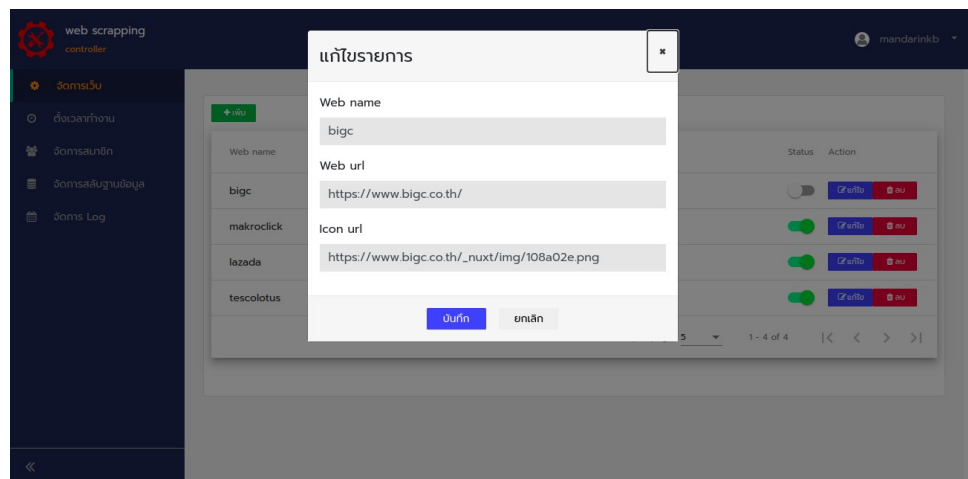 web scrapping
controller
mandarinkb
จัดการเว็บ
ตั้งเวลาทำงาน
จัดการสมาชิก
จัดการสลับฐานข้อมูล
จัดการ Log
+ เพิ่ม
Web name Status Action
bigc แก้ไข ลบ
makroclick แก้ไข ลบ
lazada แก้ไข ลบ
tescolotus แก้ไข ลบ
5 1 - 4 of 4
แก้ไขรายการ
Web name
bigc
Web url
https://www.bigc.co.th/
Icon url
https://www.bigc.co.th/_nuxt/img/108a02e.png
บันทึก ยกเลิก